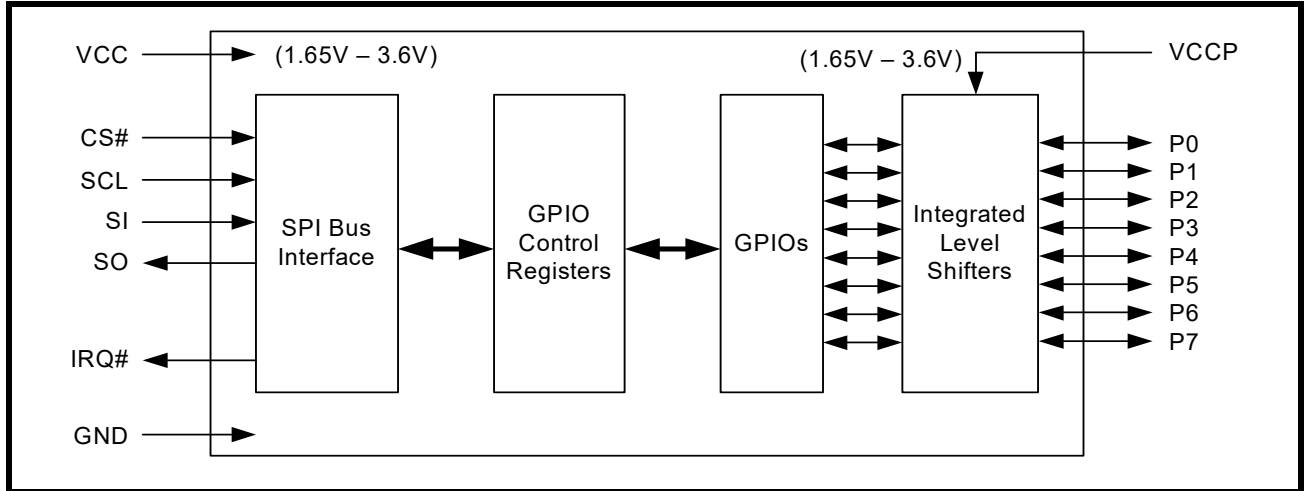 VCC
(1.65V – 3.6V)
(1.65V – 3.6V)
VCCP
CS#
SCL
SI
SO
IRQ#
GND
SPI Bus
Interface
GPIO
Control
Registers
GPIOs
Integrated
Level
Shifters
P0
P1
P2
P3
P4
P5
P6
P7